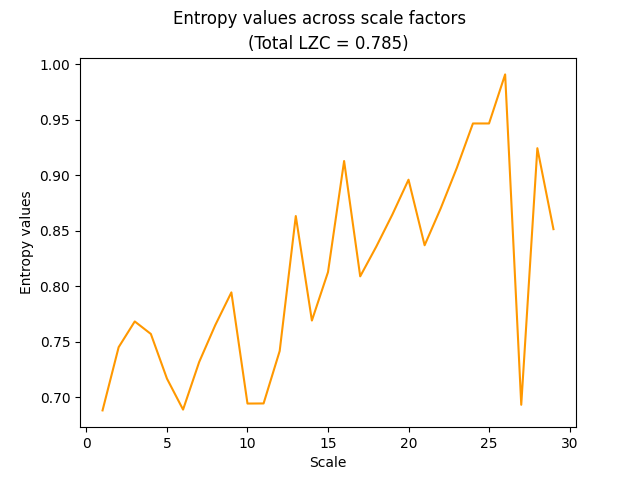 Entropy values across scale factors
(Total LZC = 0.785)
1.00
0.95
0.90
0.85
0.80
0.75
0.70
Entropy values
0 5 10 15 20 25 30
Scale